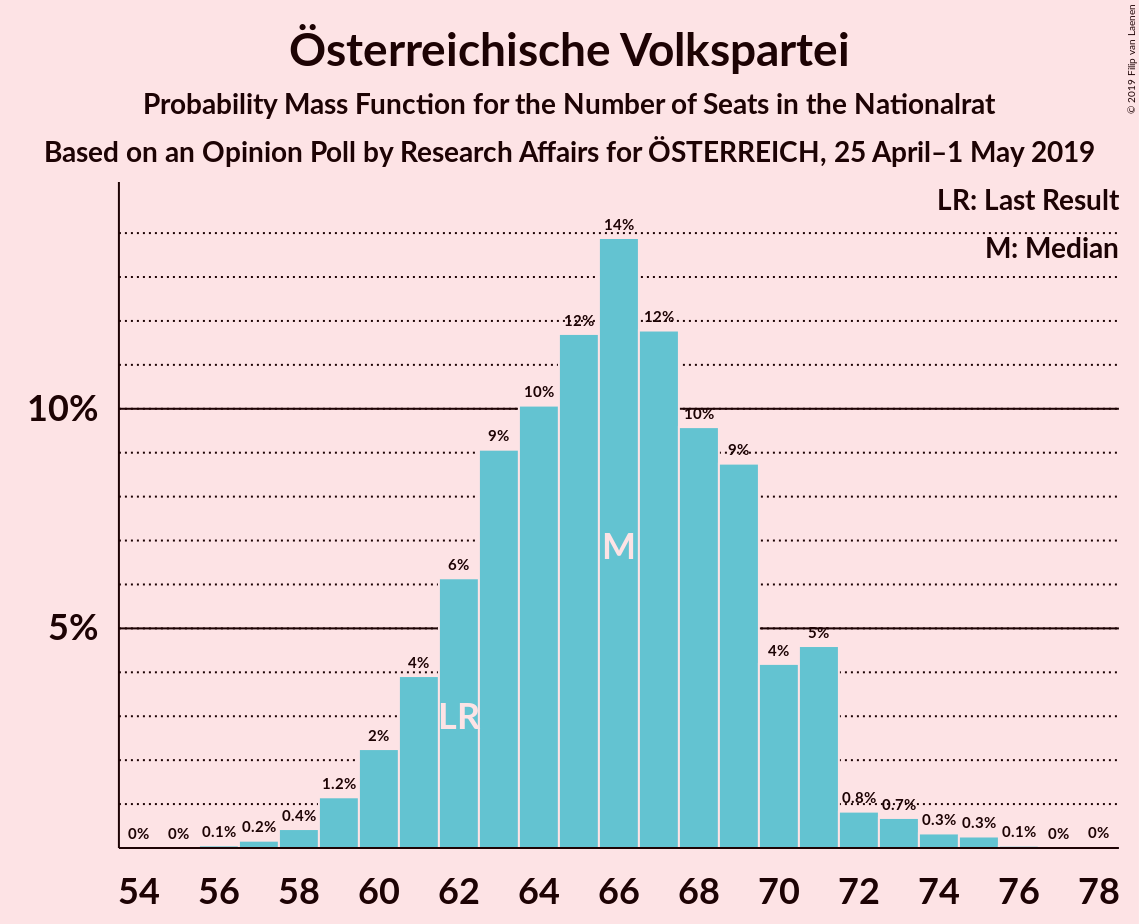 Österreichische Volkspartei
Probability Mass Function for the Number of Seats in the Nationalrat
Based on an Opinion Poll by Research Affairs for ÖSTERREICH, 25 April–1 May 2019
© 2019 Filip van Laenen
LR: Last Result
M: Median
10%
5%
0% 0% 0.1% 0.2% 0.4% 1.2% 2% 4% 6% 9% 10% 12% 14% 12% 10% 9% 4% 5% 0.8% 0.7% 0.3% 0.3% 0.1% 0% 0%
M
LR
54 56 58 60 62 64 66 68 70 72 74 76 78